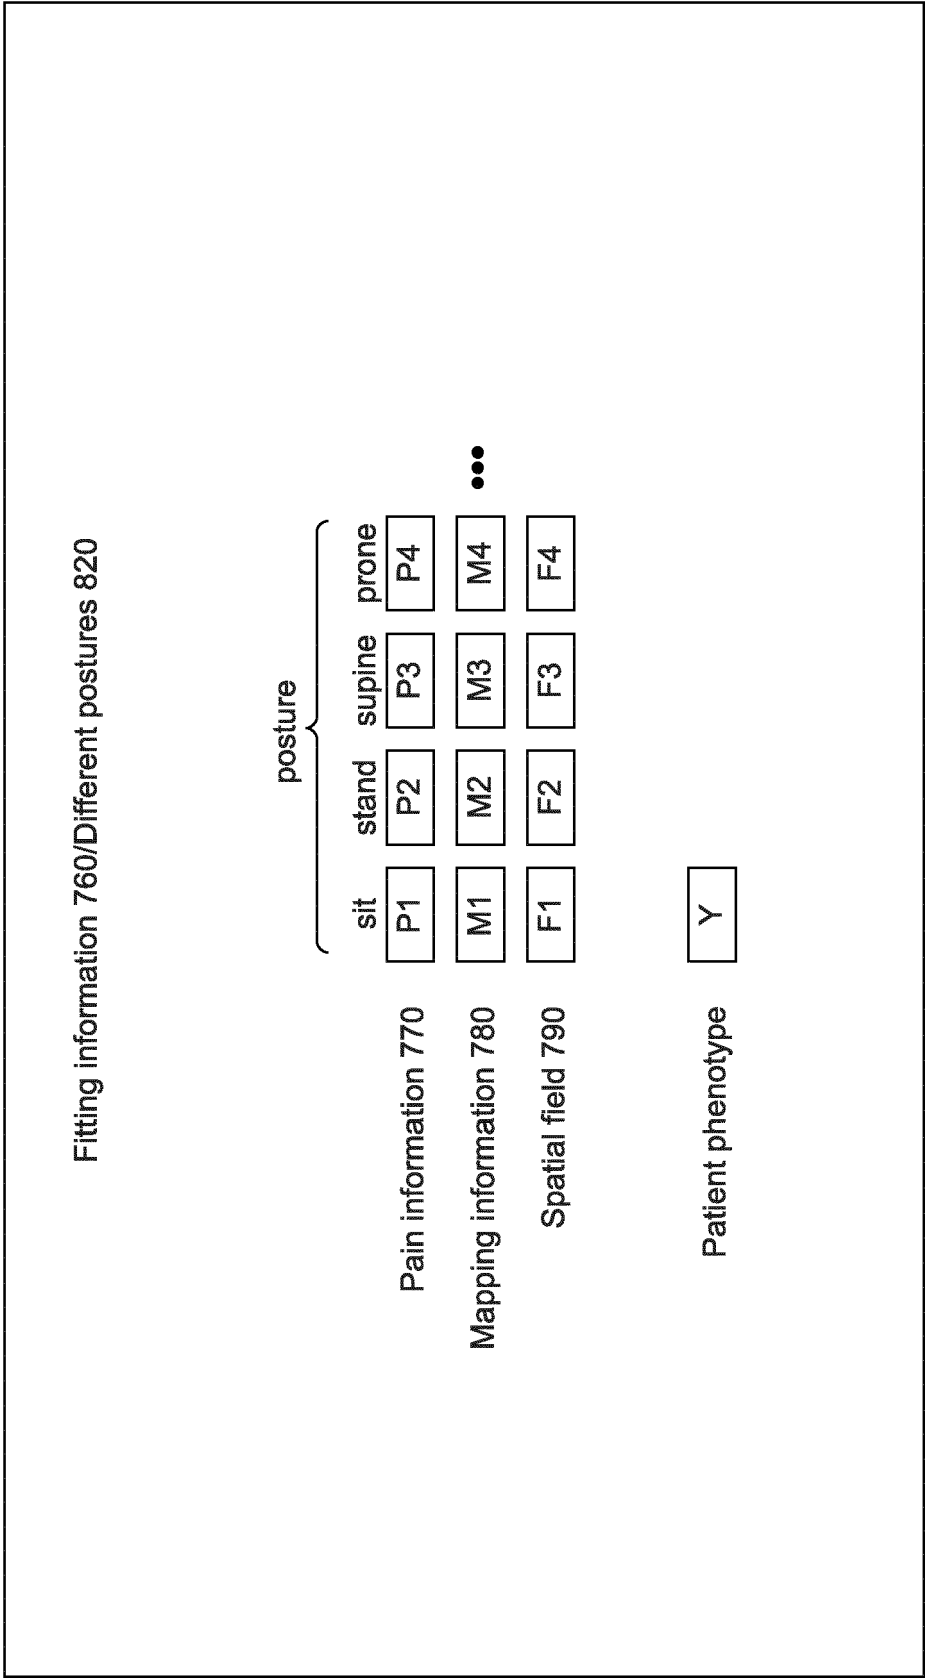 Fitting information 760/Different postures 820
posture
sit stand supine prone
Pain information 770 P1 P2 P3 P4
Mapping information 780 M1 M2 M3 M4 •••
Spatial field 790 F1 F2 F3 F4
Patient phenotype Y